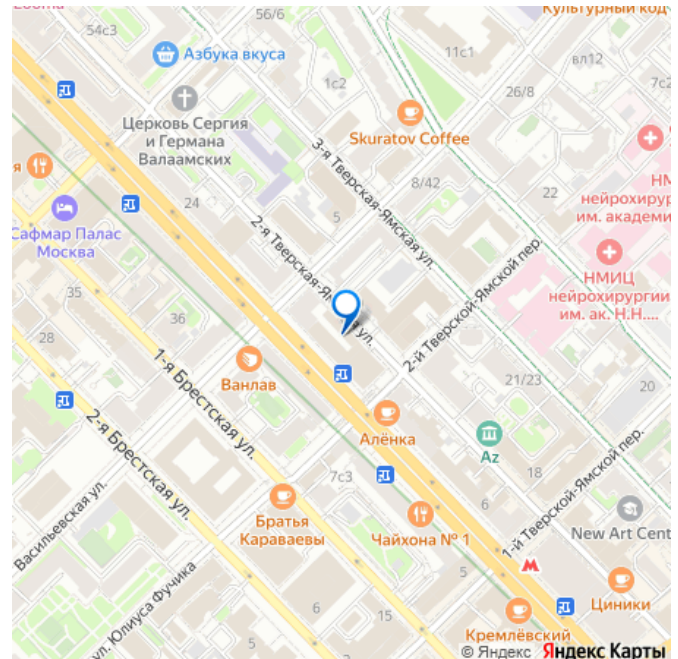 56/6
Культурный код
54с3
Азбука вкуса
11с1
вл12
1с2
26/8
7с2
Церковь Сергия
и Германа
Валаамских
Skuratov Coffee
3-я Тверская-Ямская ул.
8/42
22
НМИЦ
нейрохирургии
им. ак. Н.Н....
24
5
2-я Тверская-Ямская ул.
2-й Тверской-Ямской пер.
Сафмар Палас
Москва
35
36
28
Ванлав
1-я Брестская ул.
2-я Брестская ул.
21/23
20
Алёнка
Az
18
1-й Тверской-Ямской пер.
7с3
6
Васильевская ул.
Братья
Караваевы
Чайхона № 1
New Art Cent
ул. Юлиуса Фучика
5
М
Циники
6
15
Кремлёвский
5
© Яндекс Яндекс Карты